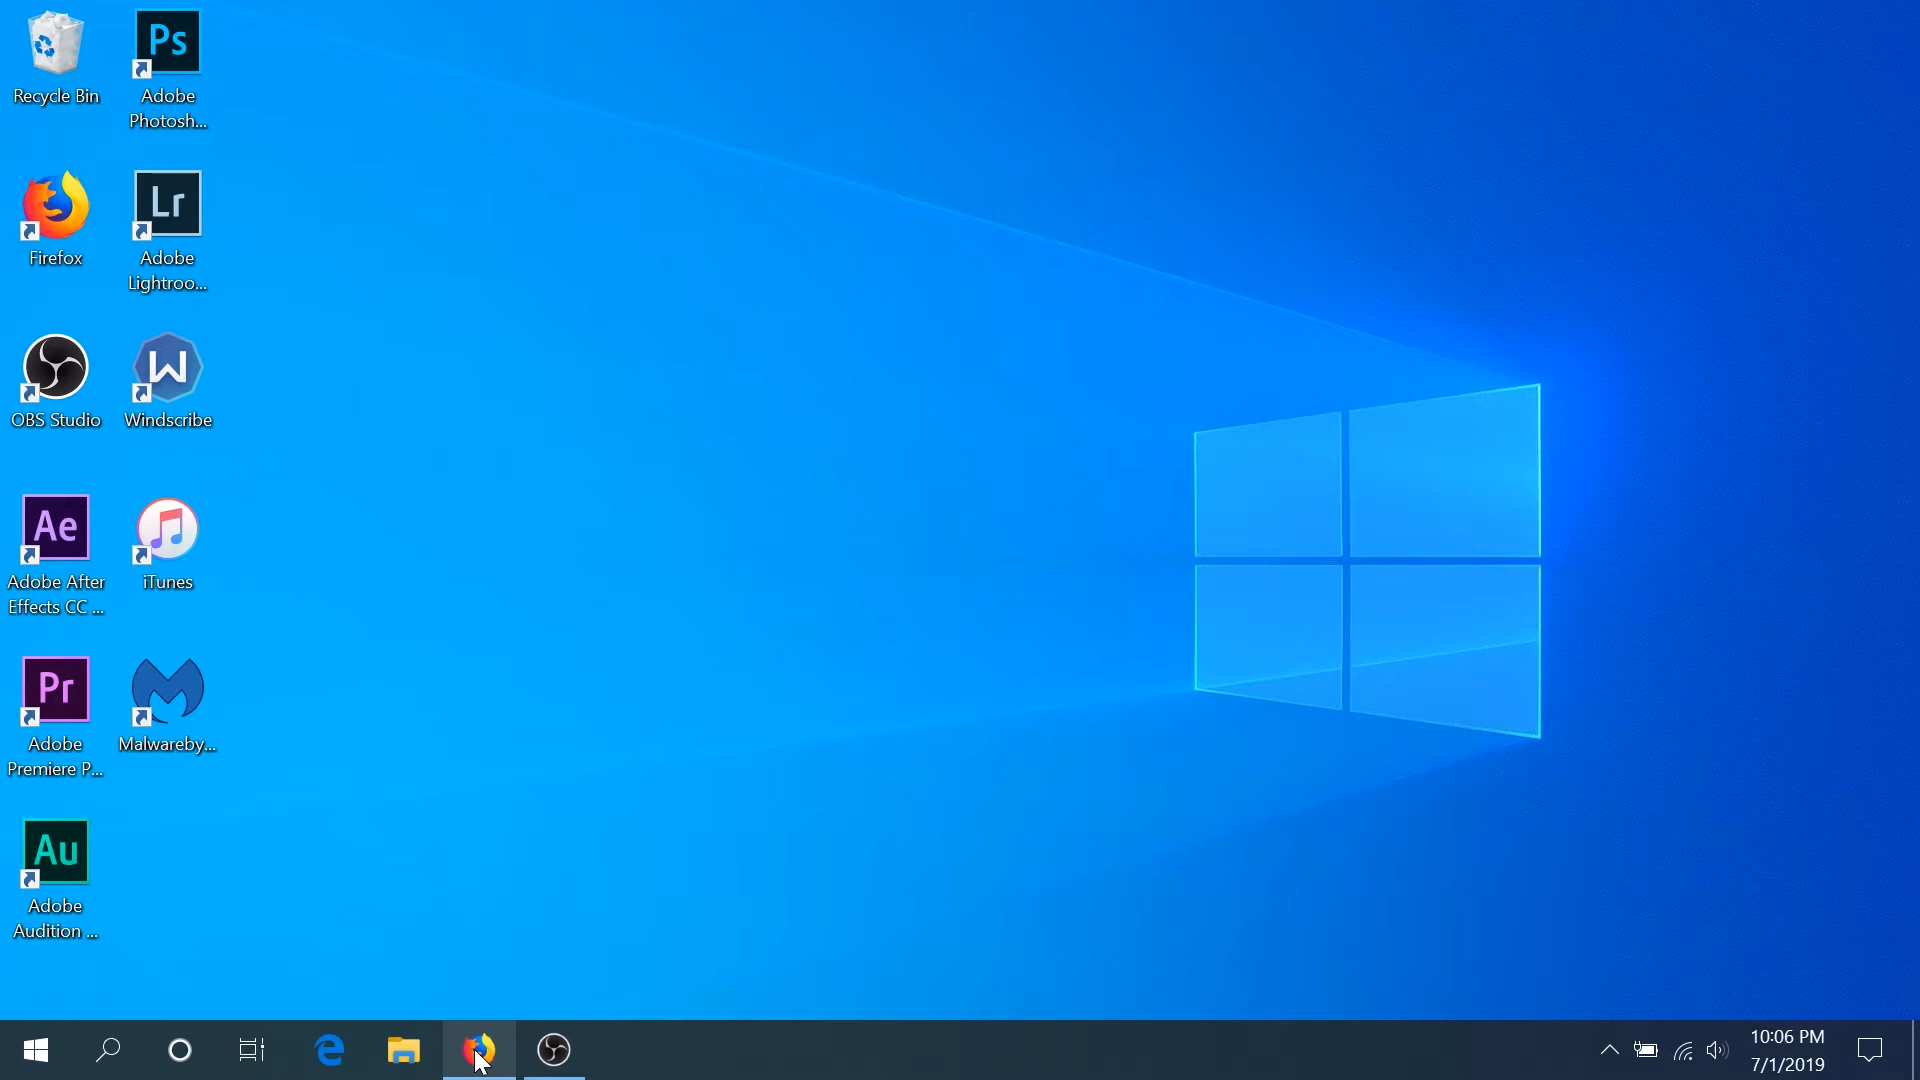 Recycle Bin
Ps
Adobe
Photosh...
Firefox
Lr
Adobe
Lightroo...
OBS Studio
W
Windscribe
Ae
Adobe After
Effects CC ...
iTunes
Pr
Adobe
Premiere P...
Malwareby...
Au
Adobe
Audition ...
10:06 PM
7/1/2019